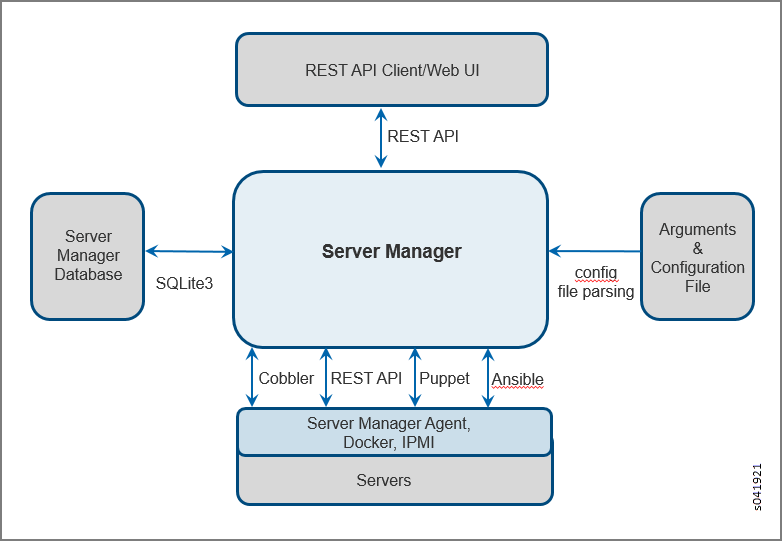 REST API Client/Web UI
REST API
Server
Manager
Database
SQLite3
Server Manager
Arguments
&
Configuration
File
config
file parsing
Cobbler
REST API
Puppet
Ansible
Server Manager Agent,
Docker, IPMI
Servers
s041921